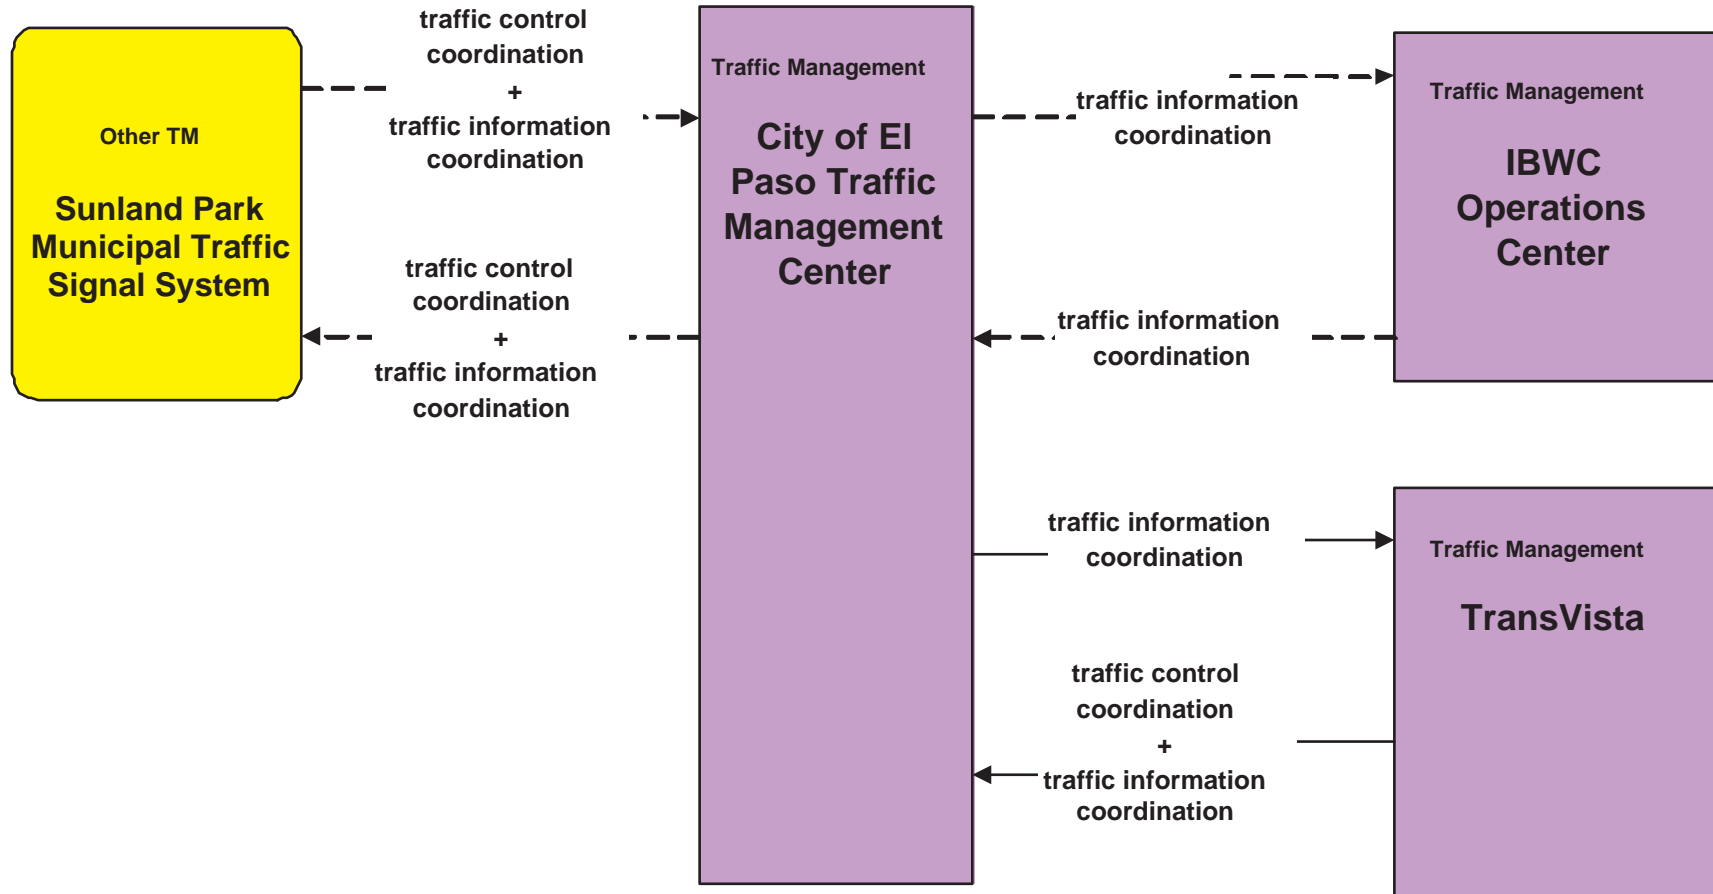 Other TM
Sunland Park
Municipal Traffic
Signal System
traffic control
coordination
+
traffic information
coordination
traffic control
coordination
+
traffic information
coordination
Traffic Management
City of El
Paso Traffic
Management
Center
traffic information
coordination
traffic information
coordination
Traffic Management
IBWC
Operations
Center
traffic information
coordination
traffic control
coordination
+
traffic information
coordination
Traffic Management
TransVista